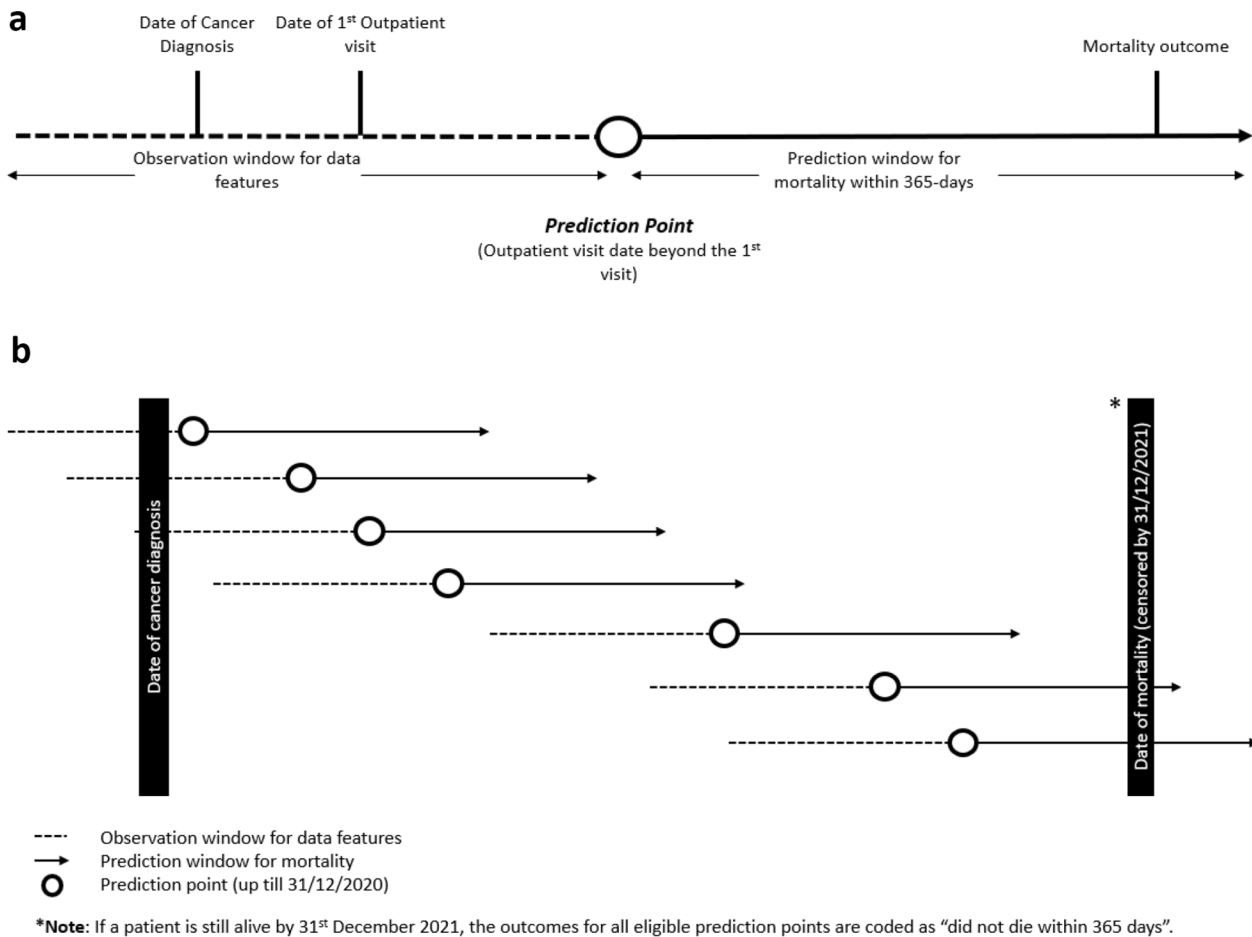 a
Date of Cancer
Diagnosis
Date of 1st Outpatient
visit
Mortality outcome
Observation window for data
features
Prediction window for
mortality within 365-days
Prediction Point
(Outpatient visit date beyond the 1st
visit)
b
Date of cancer diagnosis
*
Date of mortality (censored by 31/12/2021)
Observation window for data features
Prediction window for mortality
Prediction point (up till 31/12/2020)
*Note: If a patient is still alive by 31st December 2021, the outcomes for all eligible prediction points are coded as “did not die within 365 days”.